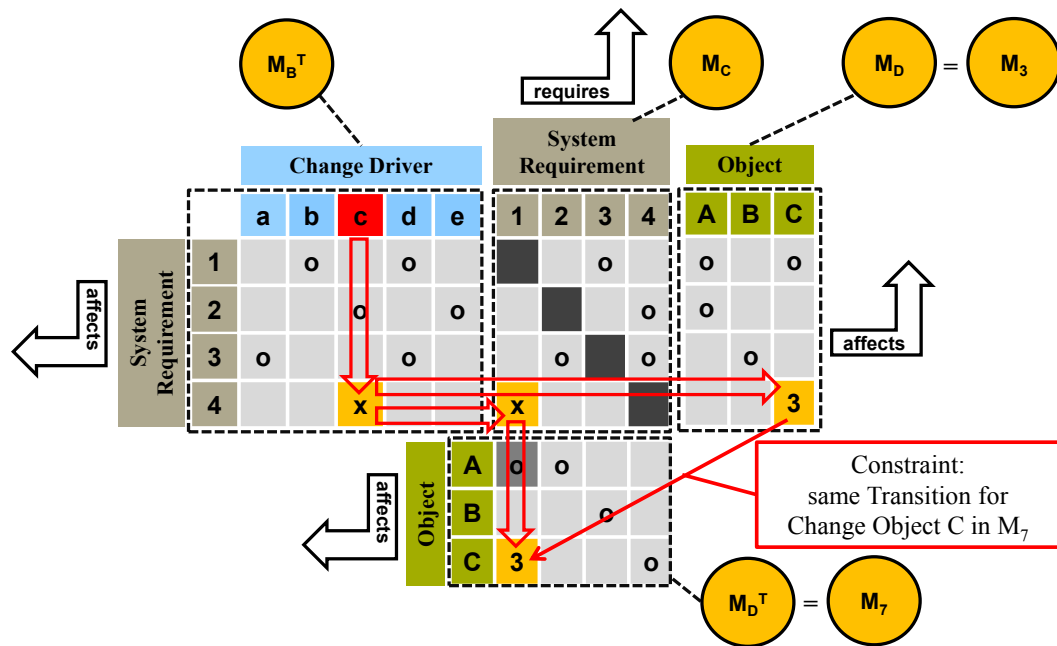 M_B^T
requires
M_C
M_D = M_3
Change Driver
System
Requirement
Object
a b c d e
1 2 3 4
A B C
affects
System
Requirement
1 o o o o o
2 o o o o
3 o o o o o
4 x x 3
affects
Object
A o o
B o
C 3 o
affects
Constraint:
same Transition for
Change Object C in M_7
M_D^T = M_7